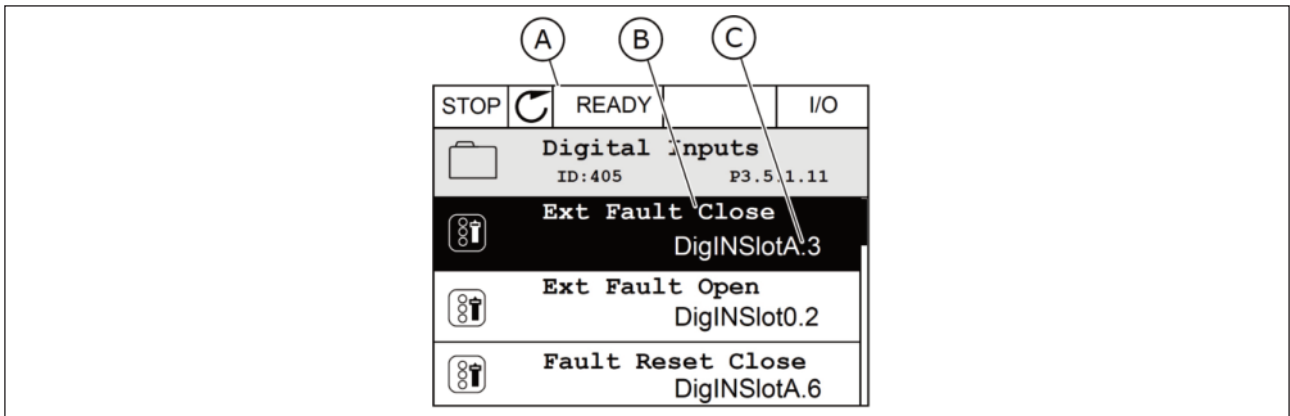 A B C
STOP READY I/O
Digital Inputs
ID:405 P3.5.1.11
Ext Fault Close
DigINSlotA.3
Ext Fault Open
DigINSlot0.2
Fault Reset Close
DigINSlotA.6